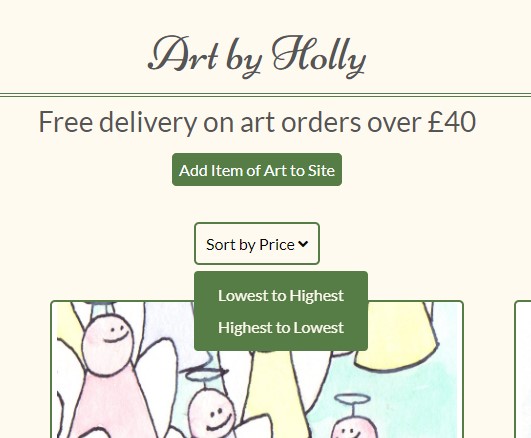 Art by Holly
Free delivery on art orders over £40
Add Item of Art to Site
Sort by Price
Lowest to Highest
Highest to Lowest